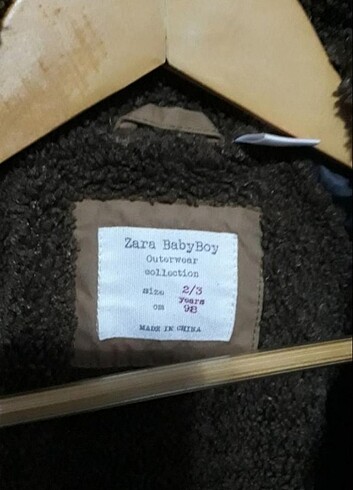 Zara BabyBoy
Outerwear
collection
size 2/3
years
cm 98
MADE IN CHINA